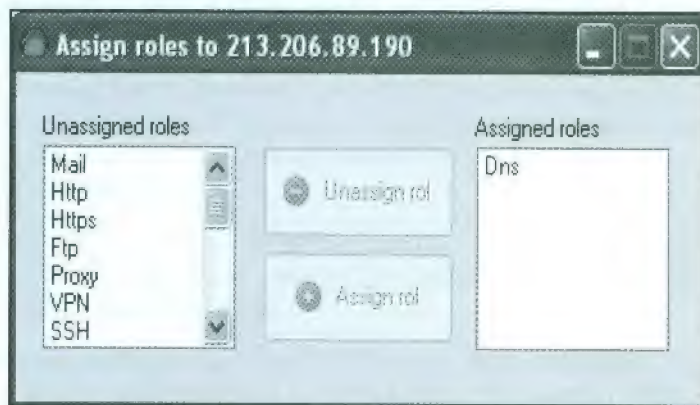 Assign roles to 213.206.89.190
Unassigned roles
Mail
Http
Https
Ftp
Proxy
VPN
SSH
Unassign rol
Assign rol
Assigned roles
Dns